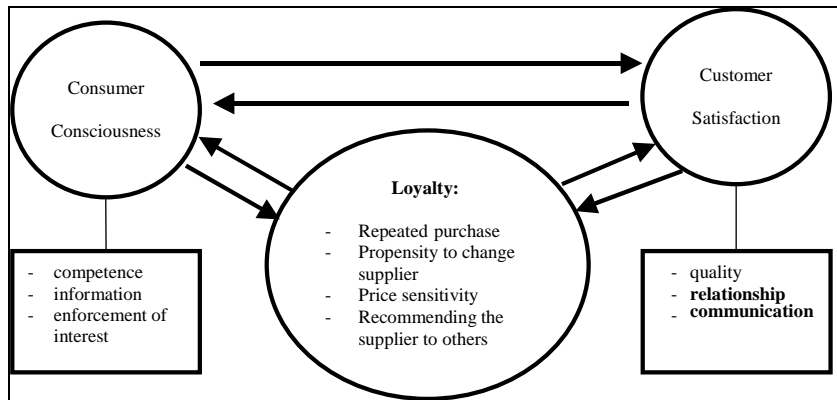 Consumer
Consciousness
Customer
Satisfaction
Loyalty:
- Repeated purchase
- Propensity to change
supplier
- Price sensitivity
- Recommending the
supplier to others
- competence
- information
- enforcement of
interest
- quality
- relationship
- communication